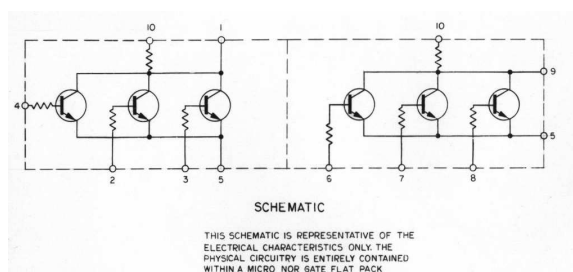 10 1 10
4
9
5
2 3 5 6 7 8
SCHEMATIC
THIS SCHEMATIC IS REPRESENTATIVE OF THE
ELECTRICAL CHARACTERISTICS ONLY. THE
PHYSICAL CIRCUITRY IS ENTIRELY CONTAINED
WITHIN A MICRO NOR GATE FLAT PACK